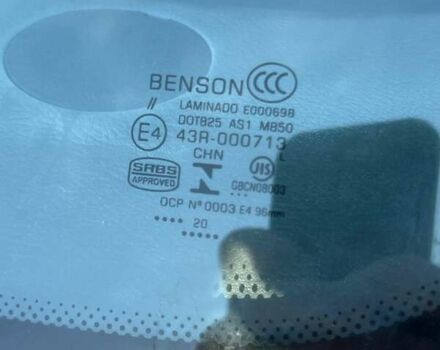 BENSON CCC
// LAMINADO E000698
DOT825 AS1 M850
E4 43R-000713
CHN L
SRBS APPROVED JIS
GBCN08003
OCP Nº 0003 E4 96mm
20